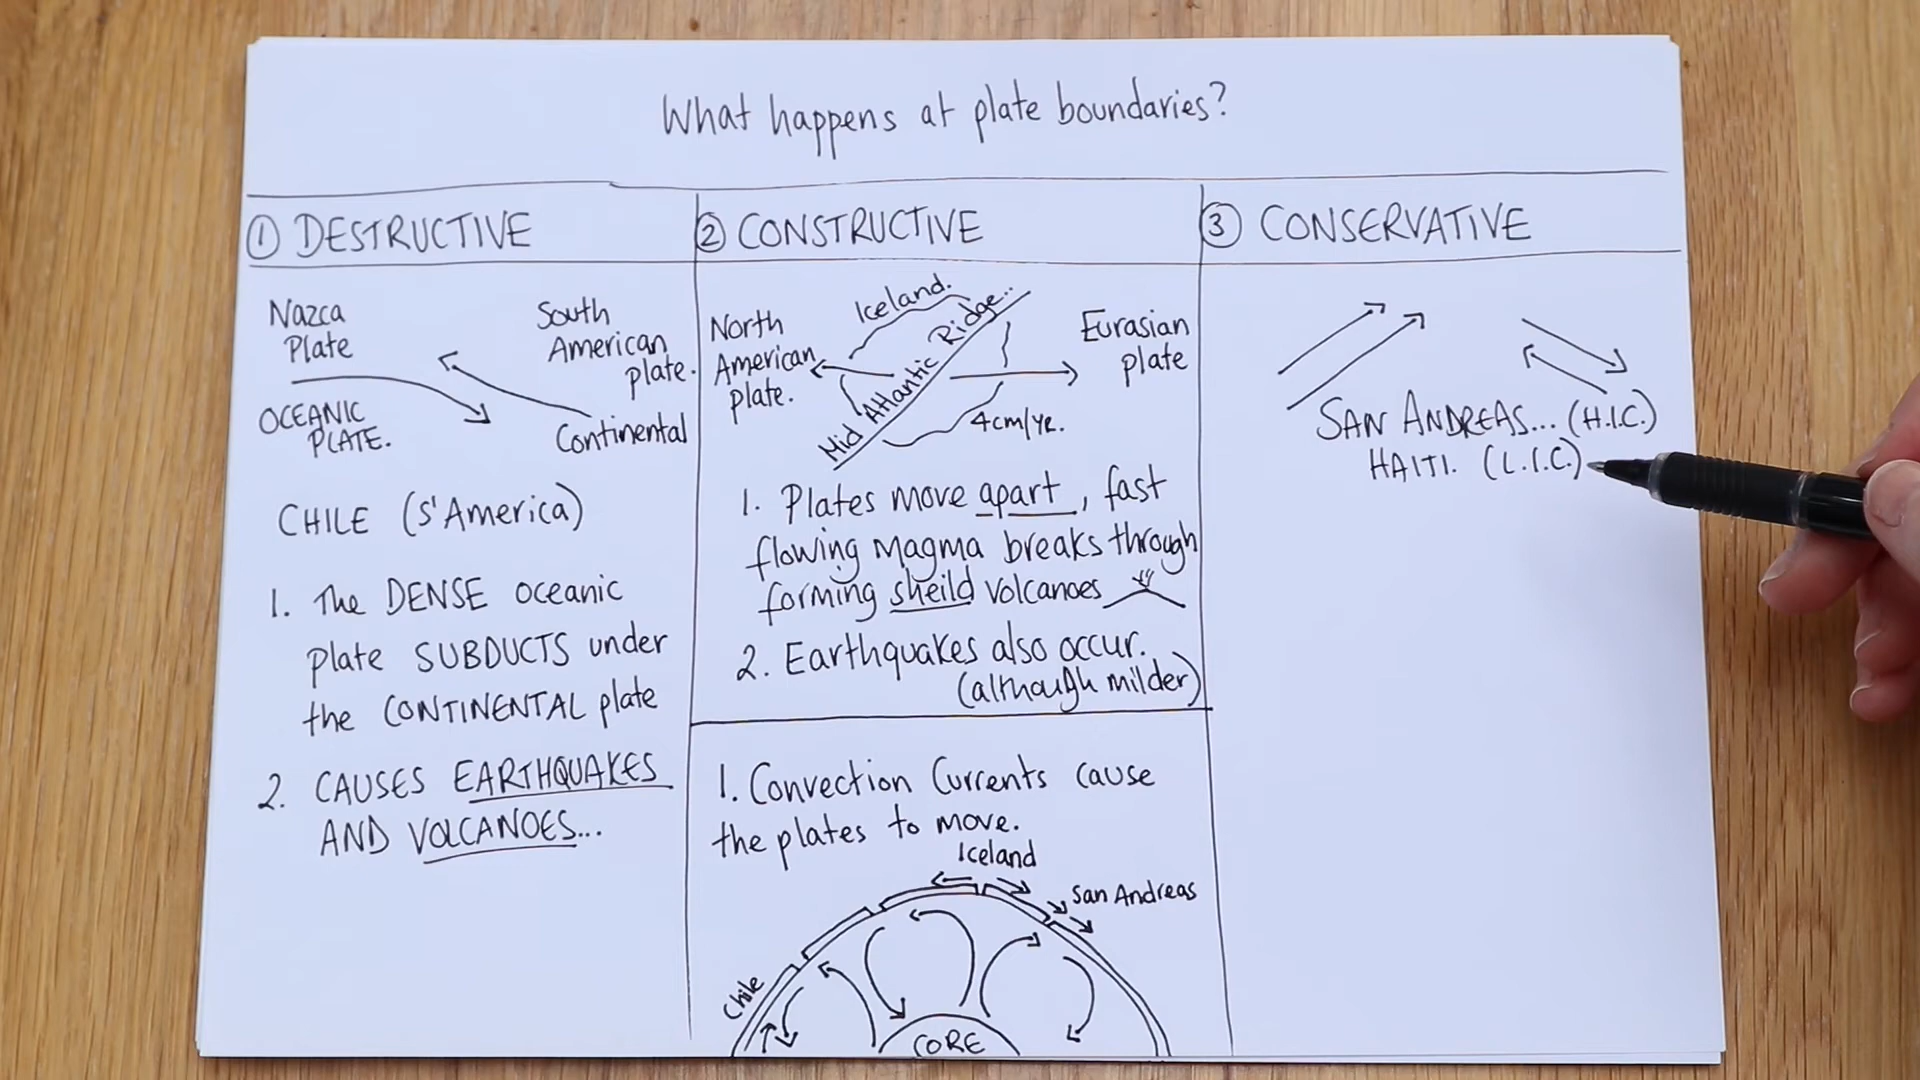 What happens at plate boundaries?
① DESTRUCTIVE
Nazca
Plate
South
American
plate.
OCEANIC
PLATE.
Continental
CHILE (S'America)
1. The DENSE oceanic
plate SUBDUCTS under
the CONTINENTAL plate
2. CAUSES EARTHQUAKES
AND VOLCANOES...
② CONSTRUCTIVE
Iceland.
North
American
plate.
Mid Atlantic Ridge...
Eurasian
plate
4cm/yr.
1. Plates move apart, fast
flowing magma breaks through
forming sheild volcanoes
2. Earthquakes also occur.
(although milder)
1. Convection Currents cause
the plates to move.
Iceland
San Andreas
Chile
CORE
③ CONSERVATIVE
SAN ANDREAS... (H.I.C.)
HAITI. (L.I.C.)